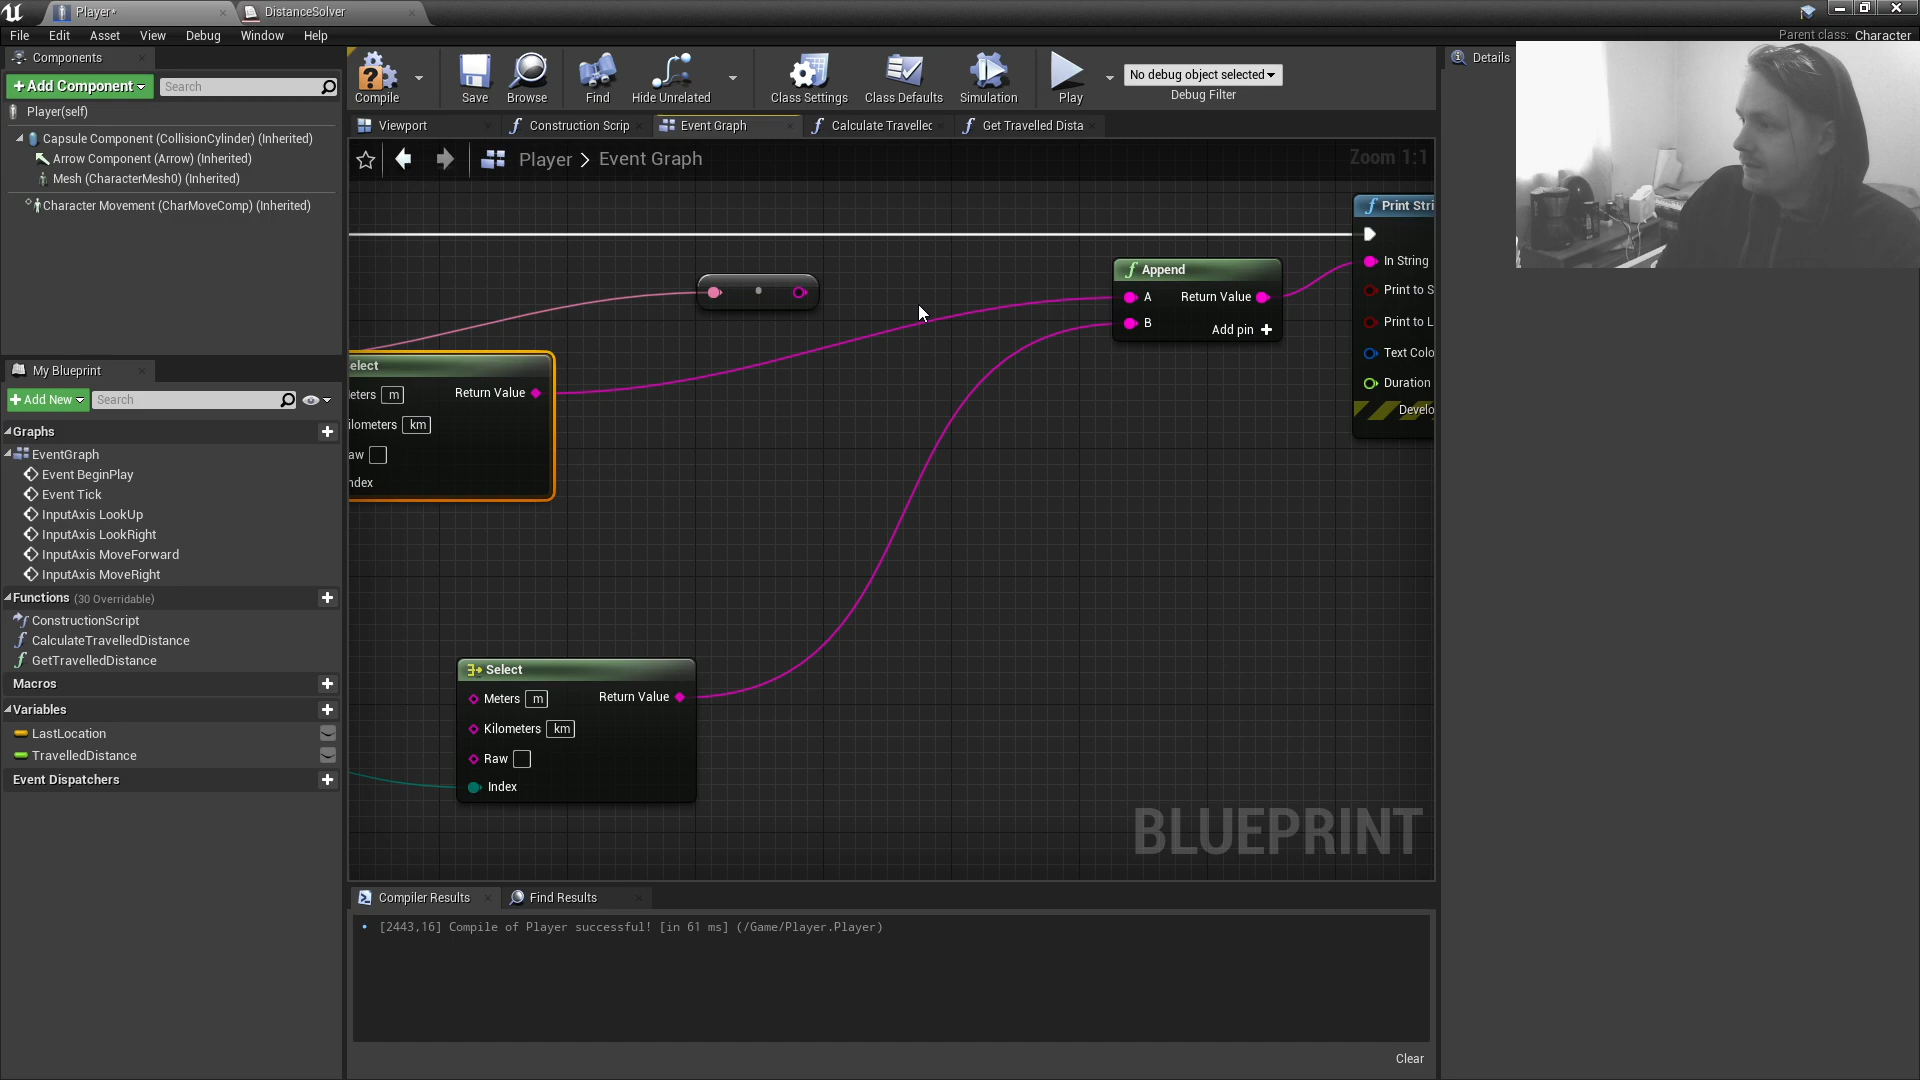 Player*
DistanceSolver
File
Edit
Asset
View
Debug
Window
Help
Parent class: Character
Components
+Add Component
Search
Player(self)
Capsule Component (CollisionCylinder) (Inherited)
Arrow Component (Arrow) (Inherited)
Mesh (CharacterMesh0) (Inherited)
Character Movement (CharMoveComp) (Inherited)
Compile
Save
Browse
Find
Hide Unrelated
Class Settings
Class Defaults
Simulation
Play
No debug object selected
Debug Filter
Details
Viewport
Construction Scrip
Event Graph
Calculate Travellec
Get Travelled Dista
Player > Event Graph
Zoom 1:1
Print Stri
In String
Print to S
Print to L
Text Colo
Duration
Develo
Append
A
Return Value
B
Add pin
elect
eters
m
Return Value
ilometers
km
aw
ndex
Select
Meters
m
Return Value
Kilometers
km
Raw
Index
BLUEPRINT
My Blueprint
+Add New
Search
Graphs
EventGraph
Event BeginPlay
Event Tick
InputAxis LookUp
InputAxis LookRight
InputAxis MoveForward
InputAxis MoveRight
Functions (30 Overridable)
ConstructionScript
CalculateTravelledDistance
GetTravelledDistance
Macros
Variables
LastLocation
TravelledDistance
Event Dispatchers
Compiler Results
Find Results
[2443,16] Compile of Player successful! [in 61 ms] (/Game/Player.Player)
Clear